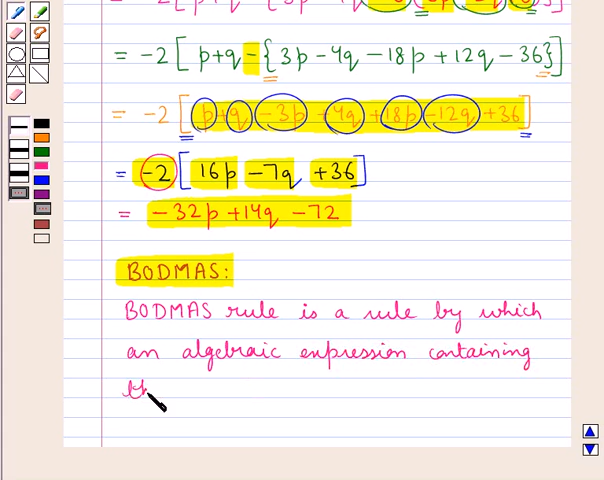 = -2[p+q-{3p-4q-18p+12q-36}]
= -2[p+q-3p+4q+18p-12q+36]
= -2[16p-7q+36]
= -32p+14q-72
BODMAS:
BODMAS rule is a rule by which
an algebraic expression containing
th